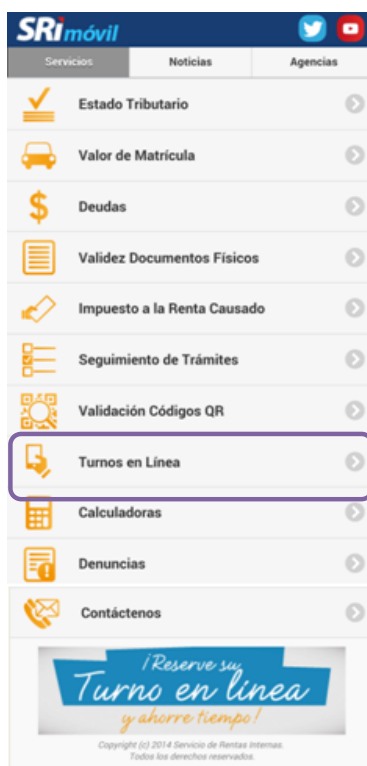 SRi móvil
Servicios Noticias Agencias
Estado Tributario
Valor de Matrícula
Deudas
Validez Documentos Físicos
Impuesto a la Renta Causado
Seguimiento de Trámites
Validación Códigos QR
Turnos en Línea
Calculadoras
Denuncias
Contáctenos
¡Reserve su
Turno en línea
y ahorre tiempo!
Copyright (c) 2014 Servicio de Rentas Internas.
Todos los derechos reservados.